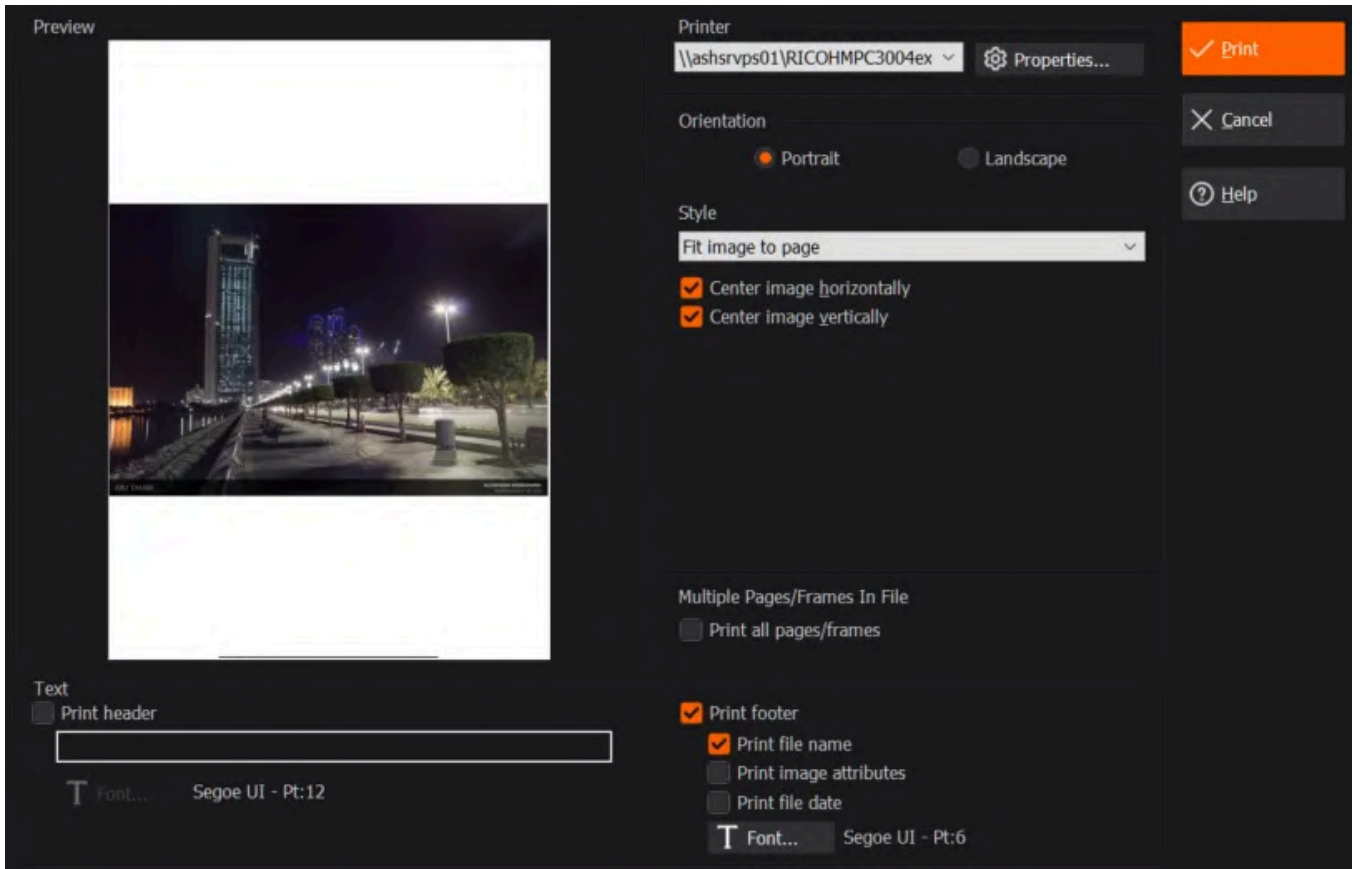 Preview
Printer
\\ashsrvps01\RICOHMPC3004ex
Properties...
Print
Cancel
Help
Orientation
Portrait
Landscape
Style
Fit image to page
Center image horizontally
Center image vertically
ABU DHABI
Multiple Pages/Frames In File
Print all pages/frames
Text
Print header
Font...
Segoe UI - Pt:12
Print footer
Print file name
Print image attributes
Print file date
Font...
Segoe UI - Pt:6